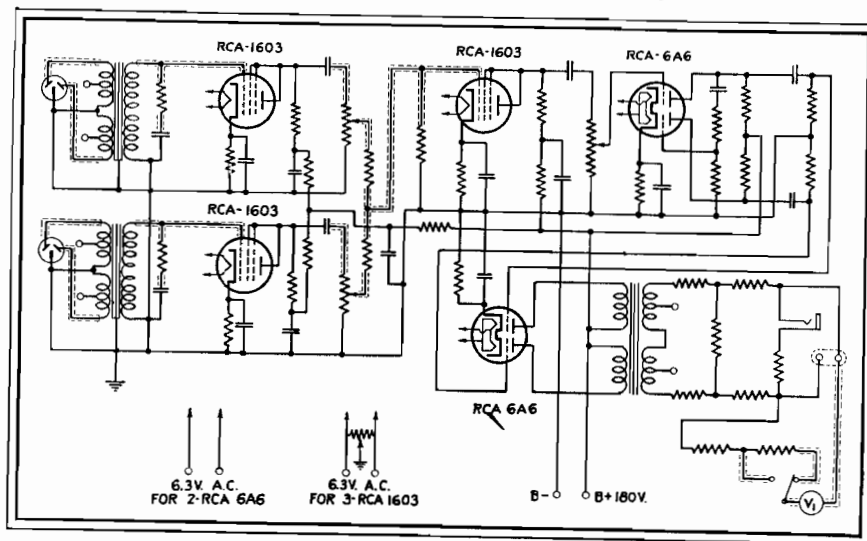 RCA-1603
RCA-1603
RCA-6A6
RCA-1603
RCA 6A6
6.3V. A.C.
FOR 2-RCA 6A6
6.3V. A.C.
FOR 3-RCA 1603
B-
B+180V.
V1